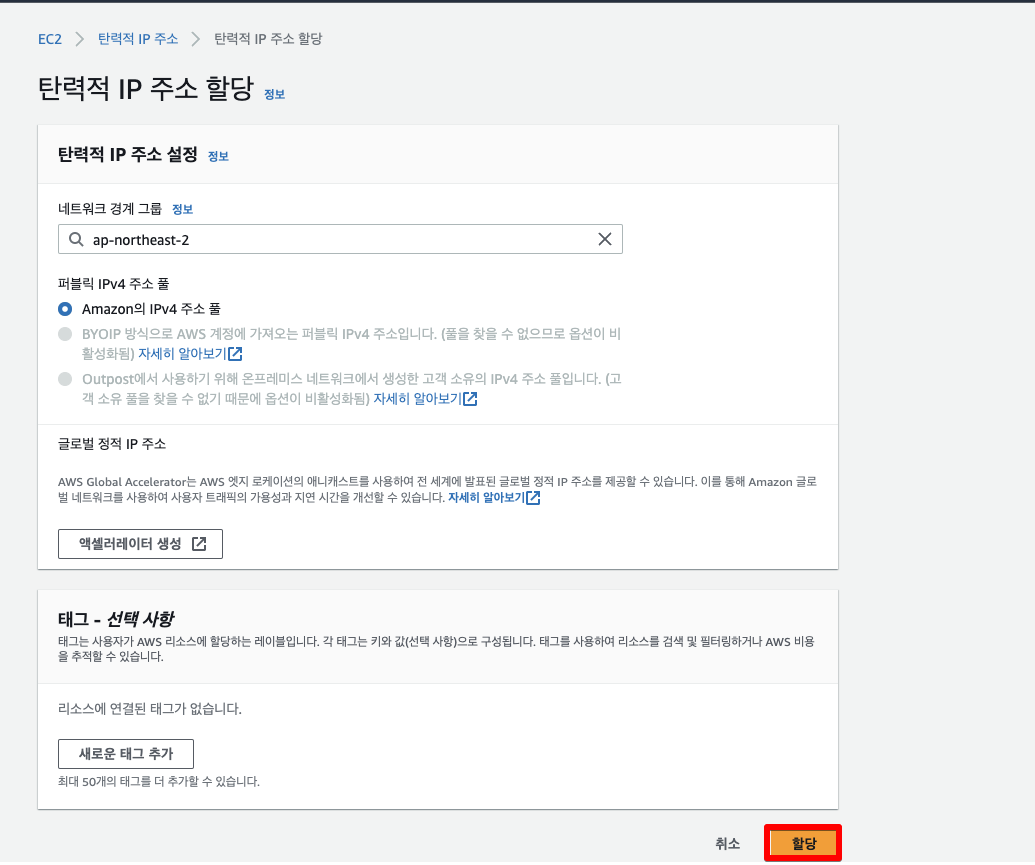 EC2 > 탄력적 IP 주소 > 탄력적 IP 주소 할당
탄력적 IP 주소 할당 정보
탄력적 IP 주소 설정 정보
네트워크 경계 그룹 정보
ap-northeast-2
퍼블릭 IPv4 주소 풀
Amazon의 IPv4 주소 풀
BYOIP 방식으로 AWS 계정에 가져오는 퍼블릭 IPv4 주소입니다. (풀을 찾을 수 없으므로 옵션이 비
활성화됨) 자세히 알아보기
Outpost에서 사용하기 위해 온프레미스 네트워크에서 생성한 고객 소유의 IPv4 주소 풀입니다. (고
객 소유 풀을 찾을 수 없기 때문에 옵션이 비활성화됨) 자세히 알아보기
글로벌 정적 IP 주소
AWS Global Accelerator는 AWS 엣지 로케이션의 애니캐스트를 사용하여 전 세계에 발표된 글로벌 정적 IP 주소를 제공할 수 있습니다. 이를 통해 Amazon 글로
벌 네트워크를 사용하여 사용자 트래픽의 가용성과 지연 시간을 개선할 수 있습니다. 자세히 알아보기
액셀러레이터 생성
태그 - 선택 사항
태그는 사용자가 AWS 리소스에 할당하는 레이블입니다. 각 태그는 키와 값(선택 사항)으로 구성됩니다. 태그를 사용하여 리소스를 검색 및 필터링하거나 AWS 비용
을 추적할 수 있습니다.
리소스에 연결된 태그가 없습니다.
새로운 태그 추가
최대 50개의 태그를 더 추가할 수 있습니다.
취소 할당